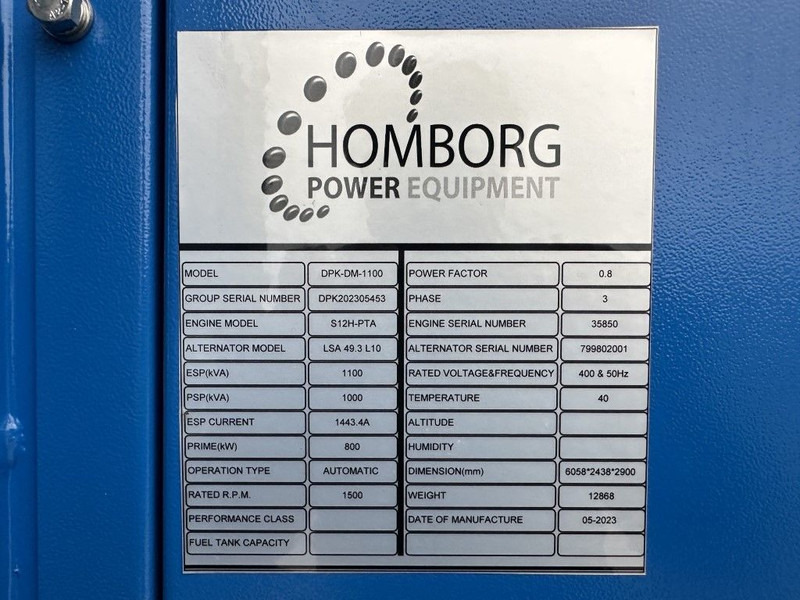 HOMBORG
POWER EQUIPMENT
MODEL DPK-DM-1100 POWER FACTOR 0.8
GROUP SERIAL NUMBER DPK202305453 PHASE 3
ENGINE MODEL S12H-PTA ENGINE SERIAL NUMBER 35850
ALTERNATOR MODEL LSA 49.3 L10 ALTERNATOR SERIAL NUMBER 799802001
ESP(kVA) 1100 RATED VOLTAGE&FREQUENCY 400 & 50Hz
PSP(kVA) 1000 TEMPERATURE 40
ESP CURRENT 1443.4A ALTITUDE
PRIME(kW) 800 HUMIDITY
OPERATION TYPE AUTOMATIC DIMENSION(mm) 6058*2438*2900
RATED R.P.M. 1500 WEIGHT 12868
PERFORMANCE CLASS DATE OF MANUFACTURE 05-2023
FUEL TANK CAPACITY